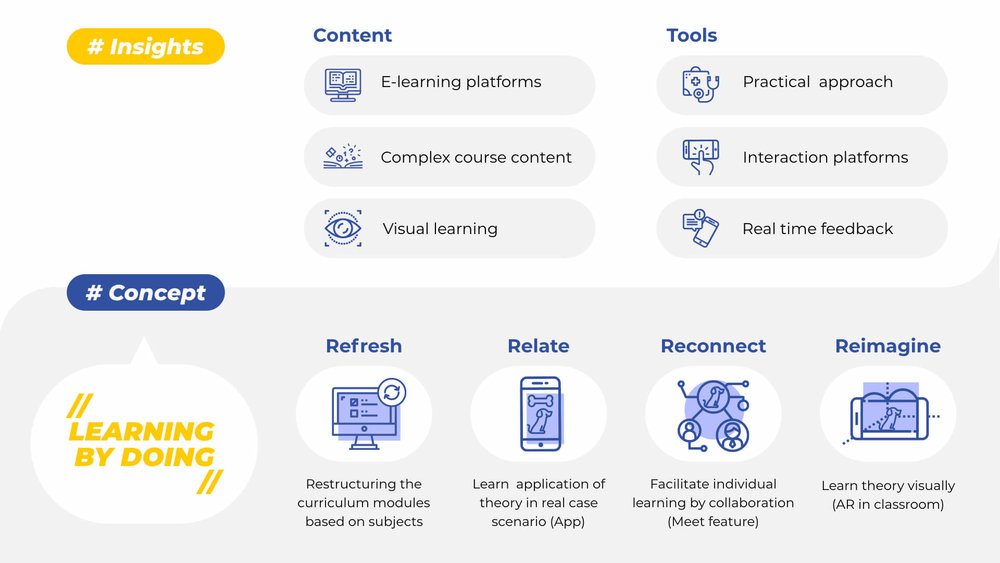 # Insights
Content
E-learning platforms
Complex course content
Visual learning
Tools
Practical approach
Interaction platforms
Real time feedback
# Concept
// LEARNING
BY DOING //
Refresh
Restructuring the
curriculum modules
based on subjects
Relate
Learn application of
theory in real case
scenario (App)
Reconnect
Facilitate individual
learning by collaboration
(Meet feature)
Reimagine
Learn theory visually
(AR in classroom)